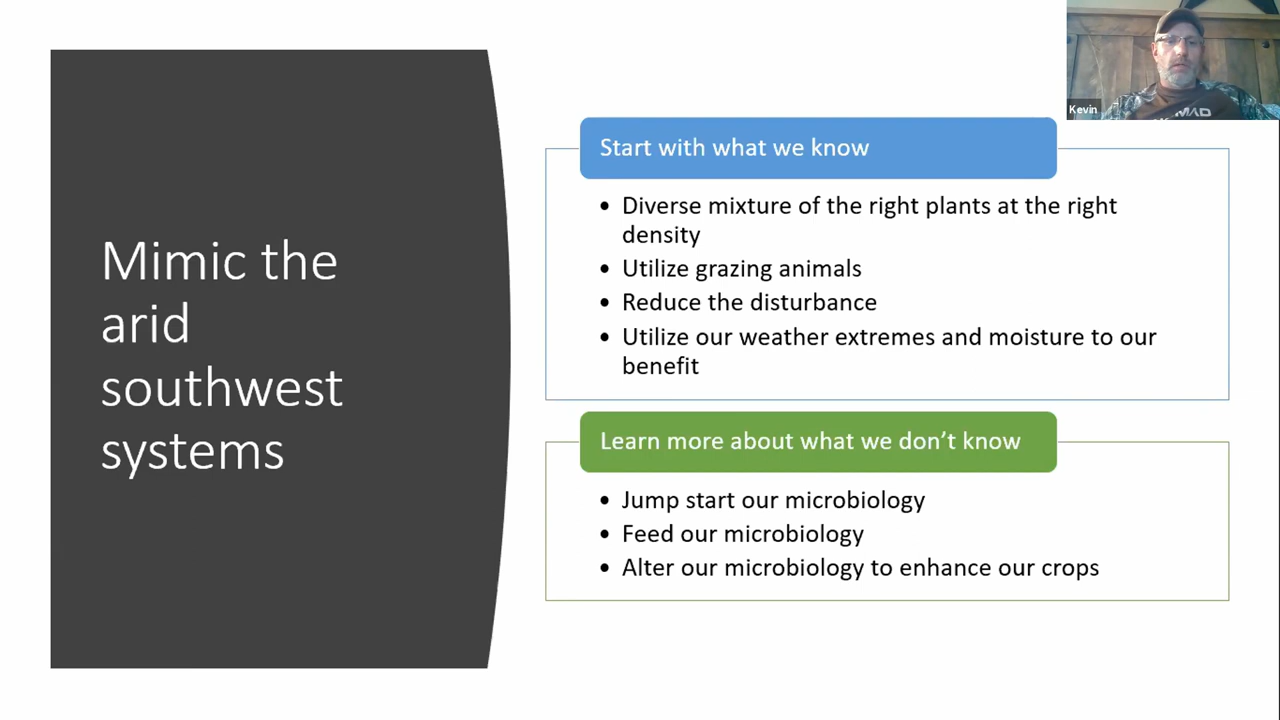 Kevin
MAD
Mimic the
arid
southwest
systems
Start with what we know
• Diverse mixture of the right plants at the right
density
• Utilize grazing animals
• Reduce the disturbance
• Utilize our weather extremes and moisture to our
benefit
Learn more about what we don’t know
• Jump start our microbiology
• Feed our microbiology
• Alter our microbiology to enhance our crops